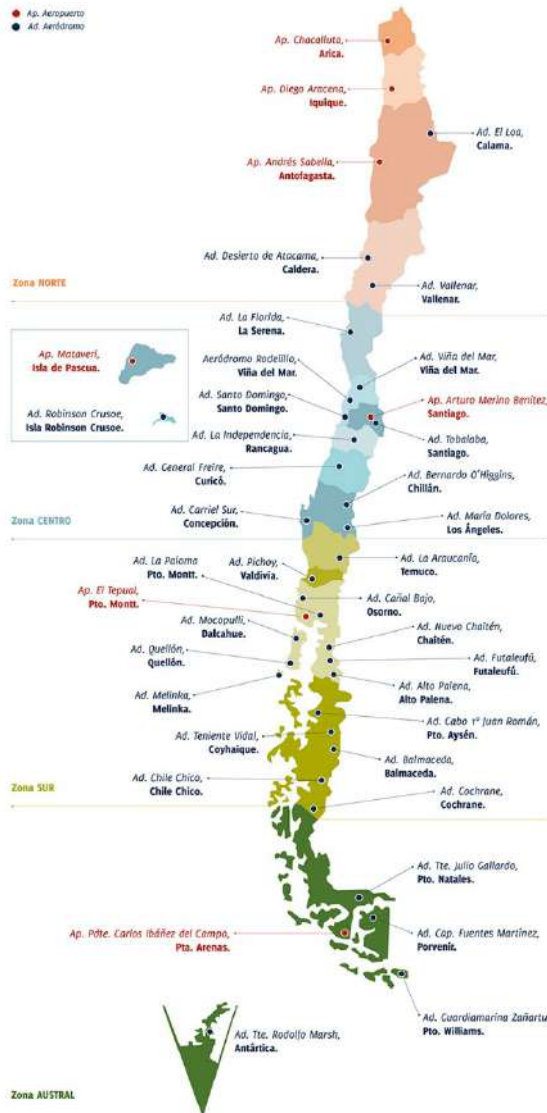 Ap. Aeropuerto
Ad. Aeródromo
Ap. Chacalluta,
Arica.
Ap. Diego Aracena,
Iquique.
Ad. El Loa,
Calama.
Ap. Andrés Sabella,
Antofagasta.
Ad. Desierto de Atacama,
Caldera.
Zona NORTE
Ad. Vallenar,
Vallenar.
Ad. La Florida,
La Serena.
Ap. Mataveri,
Isla de Pascua.
Ad. Robinson Crusoe,
Isla Robinson Crusoe.
Aeródromo Rodelillo,
Viña del Mar.
Ad. Viña del Mar,
Viña del Mar.
Ad. Santo Domingo,
Santo Domingo.
Ap. Arturo Merino Benítez,
Santiago.
Ad. La Independencia,
Rancagua.
Ad. Tobalaba,
Santiago.
Ad. General Freire,
Curicó.
Ad. Bernardo O'Higgins,
Chillán.
Ad. Carriel Sur,
Concepción.
Ad. María Dolores,
Los Ángeles.
Zona CENTRO
Ad. La Paloma
Pto. Montt.
Ad. Pichoy,
Valdivia.
Ad. La Araucanía,
Temuco.
Ap. El Tepual,
Pto. Montt.
Ad. Cañal Bajo,
Osorno.
Ad. Mocopulli,
Dalcahue.
Ad. Nuevo Chaitén,
Chaitén.
Ad. Quellón,
Quellón.
Ad. Futaleufú,
Futaleufú.
Ad. Melinka,
Melinka.
Ad. Alto Palena,
Alto Palena.
Ad. Cabo 1º Juan Román,
Pto. Aysén.
Ad. Teniente Vidal,
Coyhaique.
Ad. Balmaceda,
Balmaceda.
Ad. Chile Chico,
Chile Chico.
Ad. Cochrane,
Cochrane.
Zona SUR
Ad. Tte. Julio Gallardo,
Pto. Natales.
Ap. Pdte. Carlos Ibáñez del Campo,
Pta. Arenas.
Ad. Cap. Fuentes Martínez,
Porvenir.
Ad. Guardiamarina Zañartu
Pto. Williams.
Ad. Tte. Rodolfo Marsh,
Antártica.
Zona AUSTRAL